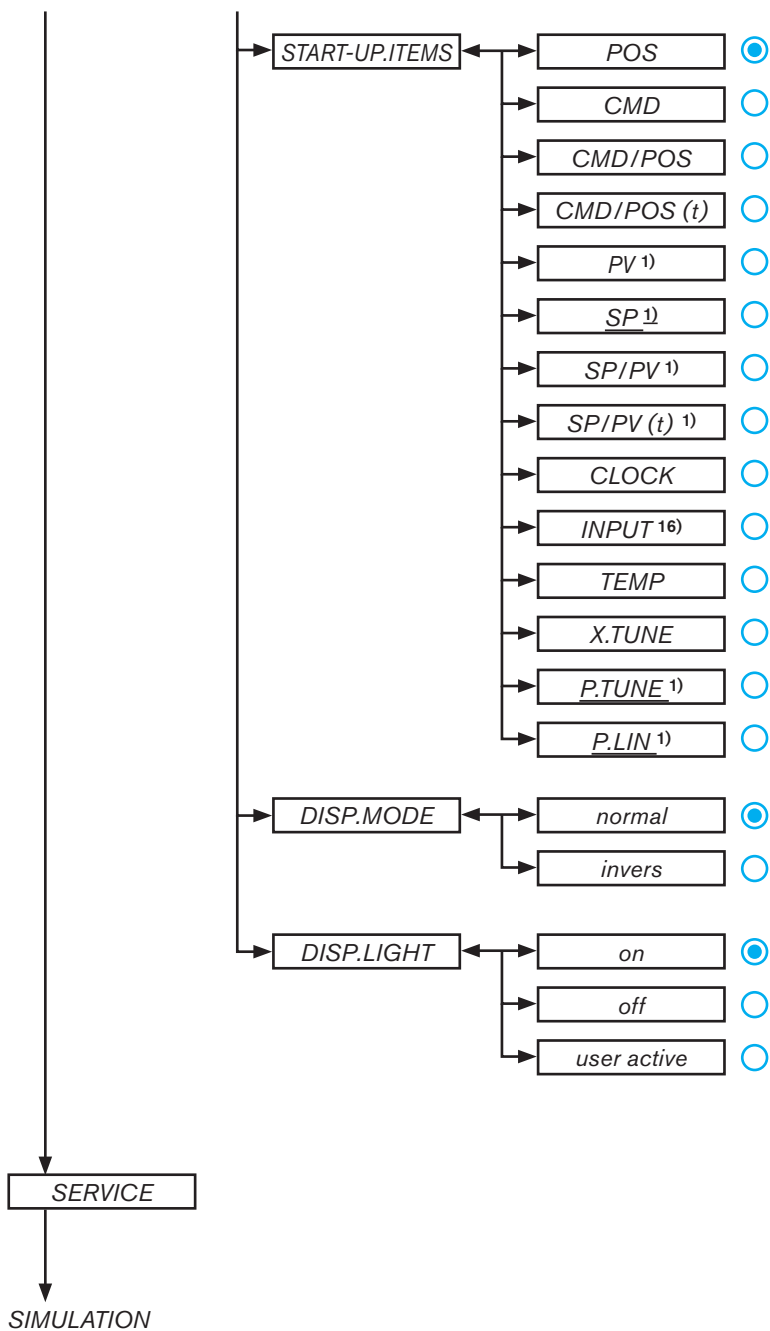 START-UP.ITEMS POS
CMD
CMD/POS
CMD/POS (t)
PV 1)
SP 1)
SP/PV 1)
SP/PV (t) 1)
CLOCK
INPUT 16)
TEMP
X.TUNE
P.TUNE 1)
P.LIN 1)
DISP.MODE normal
invers
DISP.LIGHT on
off
user active
SERVICE
SIMULATION